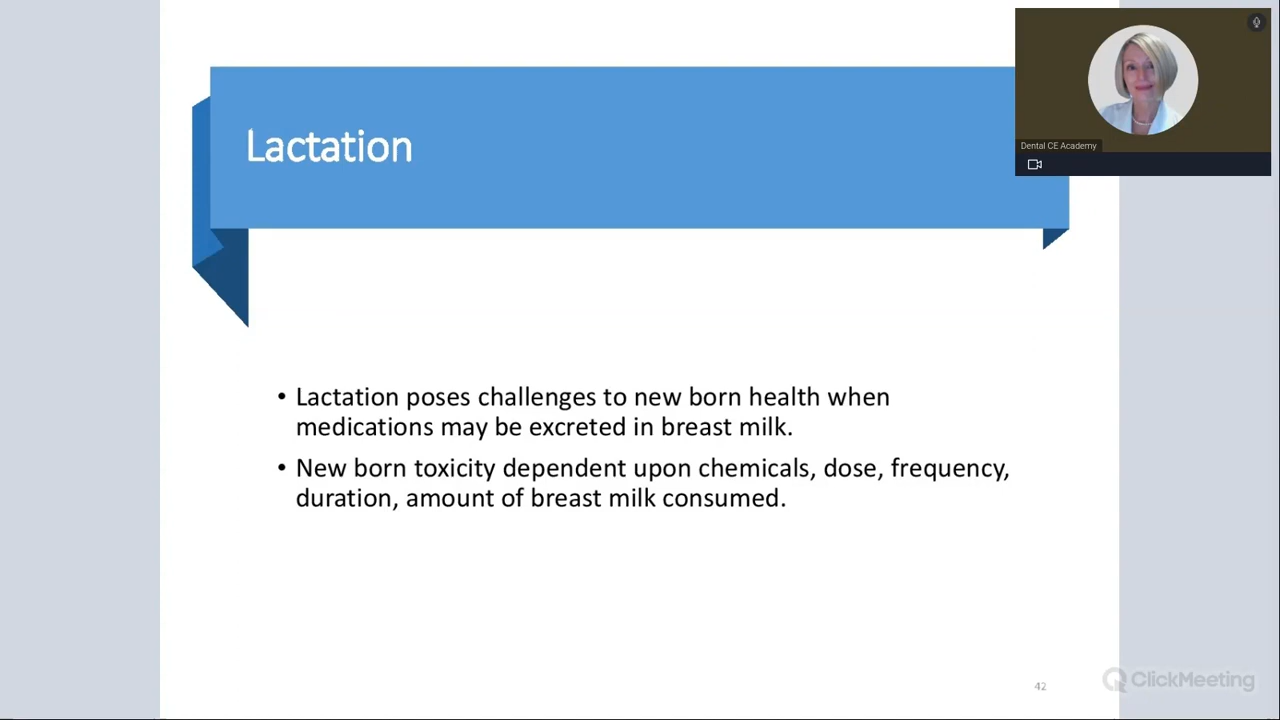 Lactation
Dental CE Academy
• Lactation poses challenges to new born health when
medications may be excreted in breast milk.
• New born toxicity dependent upon chemicals, dose, frequency,
duration, amount of breast milk consumed.
42
ClickMeeting